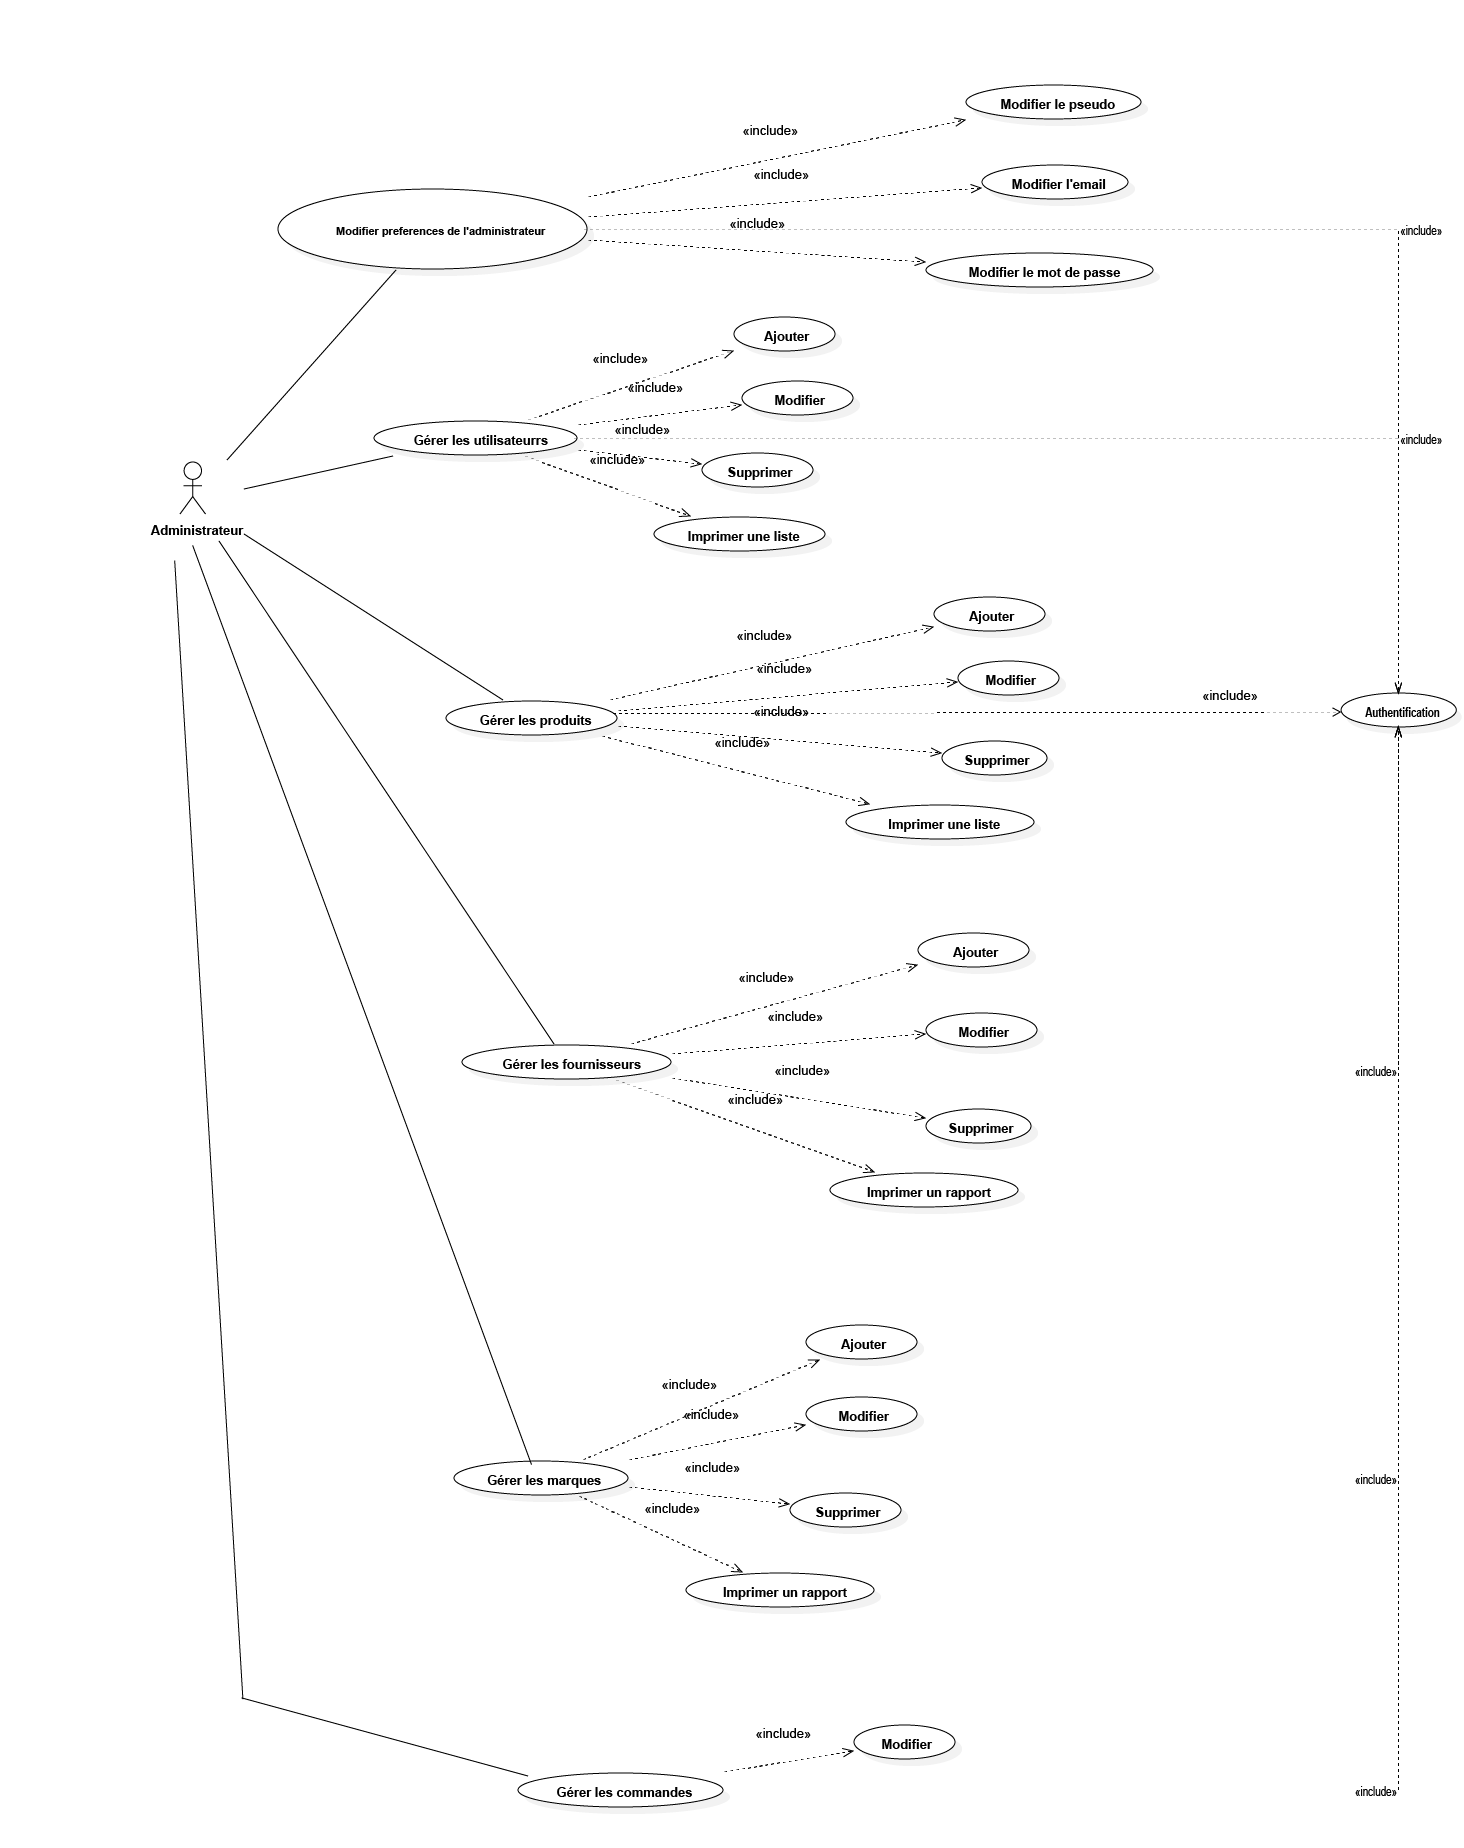 Modifier le pseudo
«include»
«include»
Modifier l'email
«include»
Modifier preferences de l'administrateur
«include»
Modifier le mot de passe
Ajouter
«include»
«include»
Modifier
«include»
Gérer les utilisateurrs
«include»
«include»
Supprimer
Administrateur
Imprimer une liste
Ajouter
«include»
«include»
Modifier
«include»
Gérer les produits
«include»
Authentification
«include»
Supprimer
Imprimer une liste
Ajouter
«include»
«include»
Modifier
Gérer les fournisseurs
«include»
«include»
«include»
Supprimer
Imprimer un rapport
Ajouter
«include»
«include»
Modifier
«include»
Gérer les marques
«include»
«include»
Supprimer
Imprimer un rapport
«include»
Modifier
Gérer les commandes
«include»